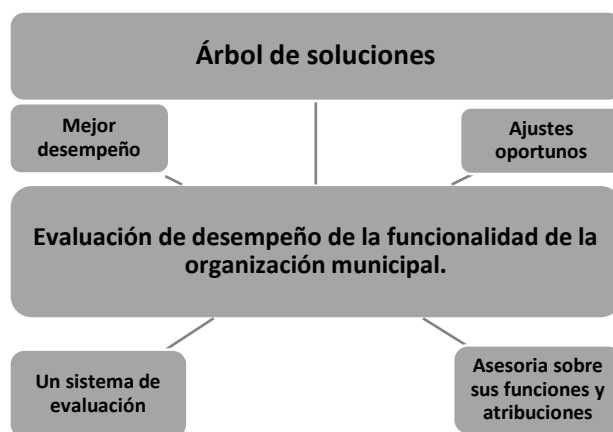 Árbol de soluciones
Mejor
desempeño
Ajustes
oportunos
Evaluación de desempeño de la funcionalidad de la
organización municipal.
Un sistema de
evaluación
Asesoria sobre
sus funciones y
atribuciones